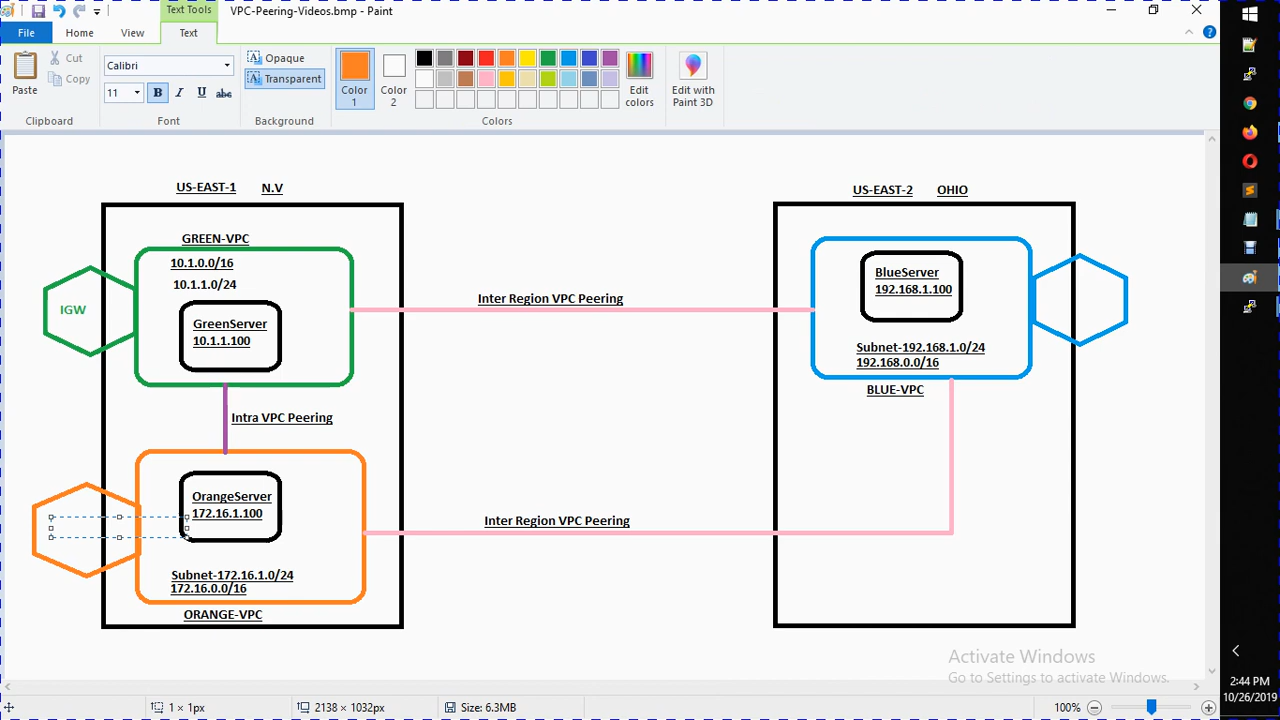 Text Tools
VPC-Peering-Videos.bmp - Paint
File
Home
View
Text
Paste
Cut
Copy
Clipboard
Calibri
11
B I U abc
Font
Opaque
Transparent
Background
Color 1
Color 2
Edit colors
Colors
Edit with Paint 3D
US-EAST-1 N.V
GREEN-VPC
10.1.0.0/16
10.1.1.0/24
IGW
GreenServer
10.1.1.100
Intra VPC Peering
OrangeServer
172.16.1.100
Subnet-172.16.1.0/24
172.16.0.0/16
ORANGE-VPC
Inter Region VPC Peering
Inter Region VPC Peering
US-EAST-2 OHIO
BlueServer
192.168.1.100
Subnet-192.168.1.0/24
192.168.0.0/16
BLUE-VPC
Activate Windows
Go to Settings to activate Windows.
1 × 1px
2138 × 1032px
Size: 6.3MB
100%
2:44 PM
10/26/2019